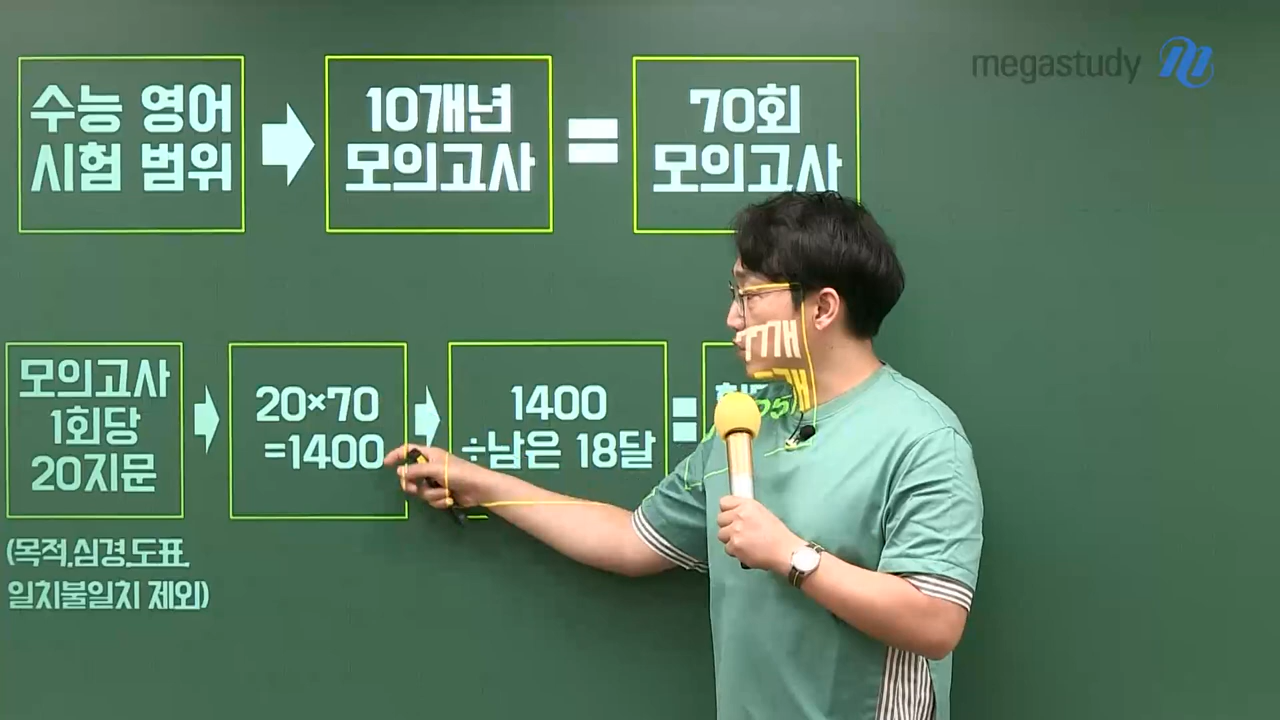 megastudy
수능 영어
시험 범위
10개년
모의고사
=
70회
모의고사
모의고사
1회당
20지문
20×70
=1400
1400
÷남은 18달
=
(목적,심경,도표,
일치불일치 제외)